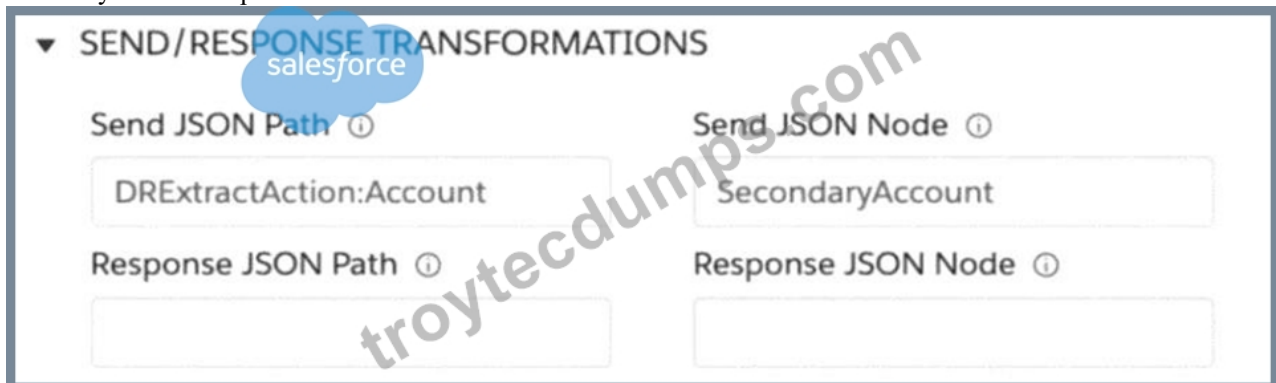 SEND/RESPONSE TRANSFORMATIONS
salesforce
Send JSON Path
Send JSON Node
DRExtractAction:Account
SecondaryAccount
Response JSON Path
Response JSON Node
troytecdumps.com